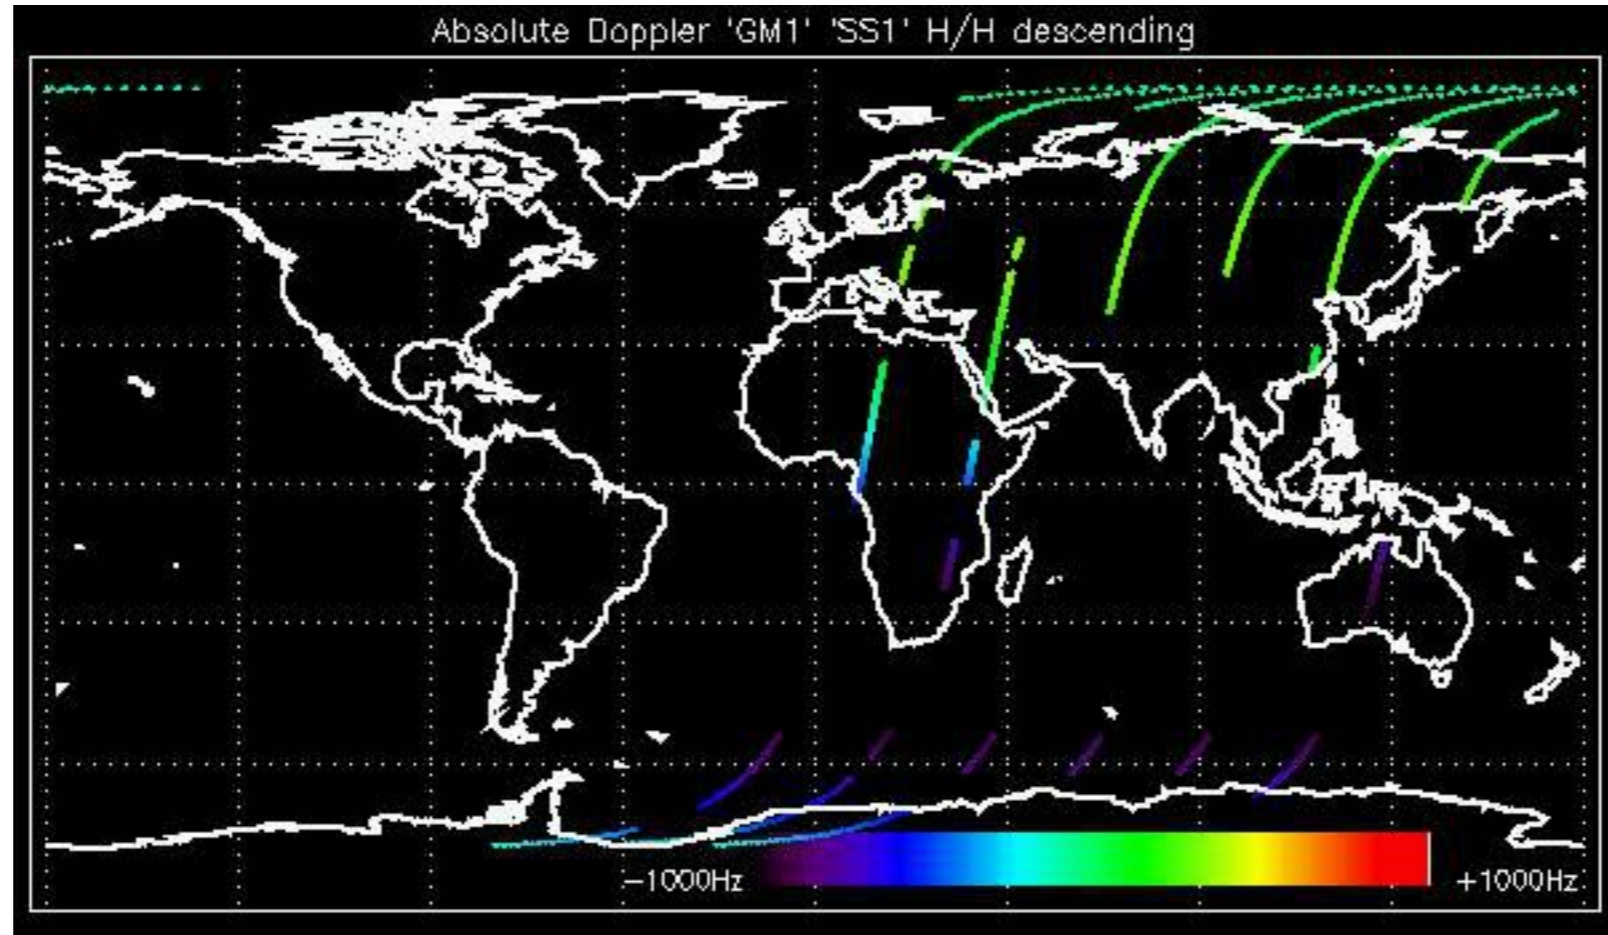 Absolute Doppler 'GM1' 'SS1' H/H descending
−1000Hz
+1000Hz